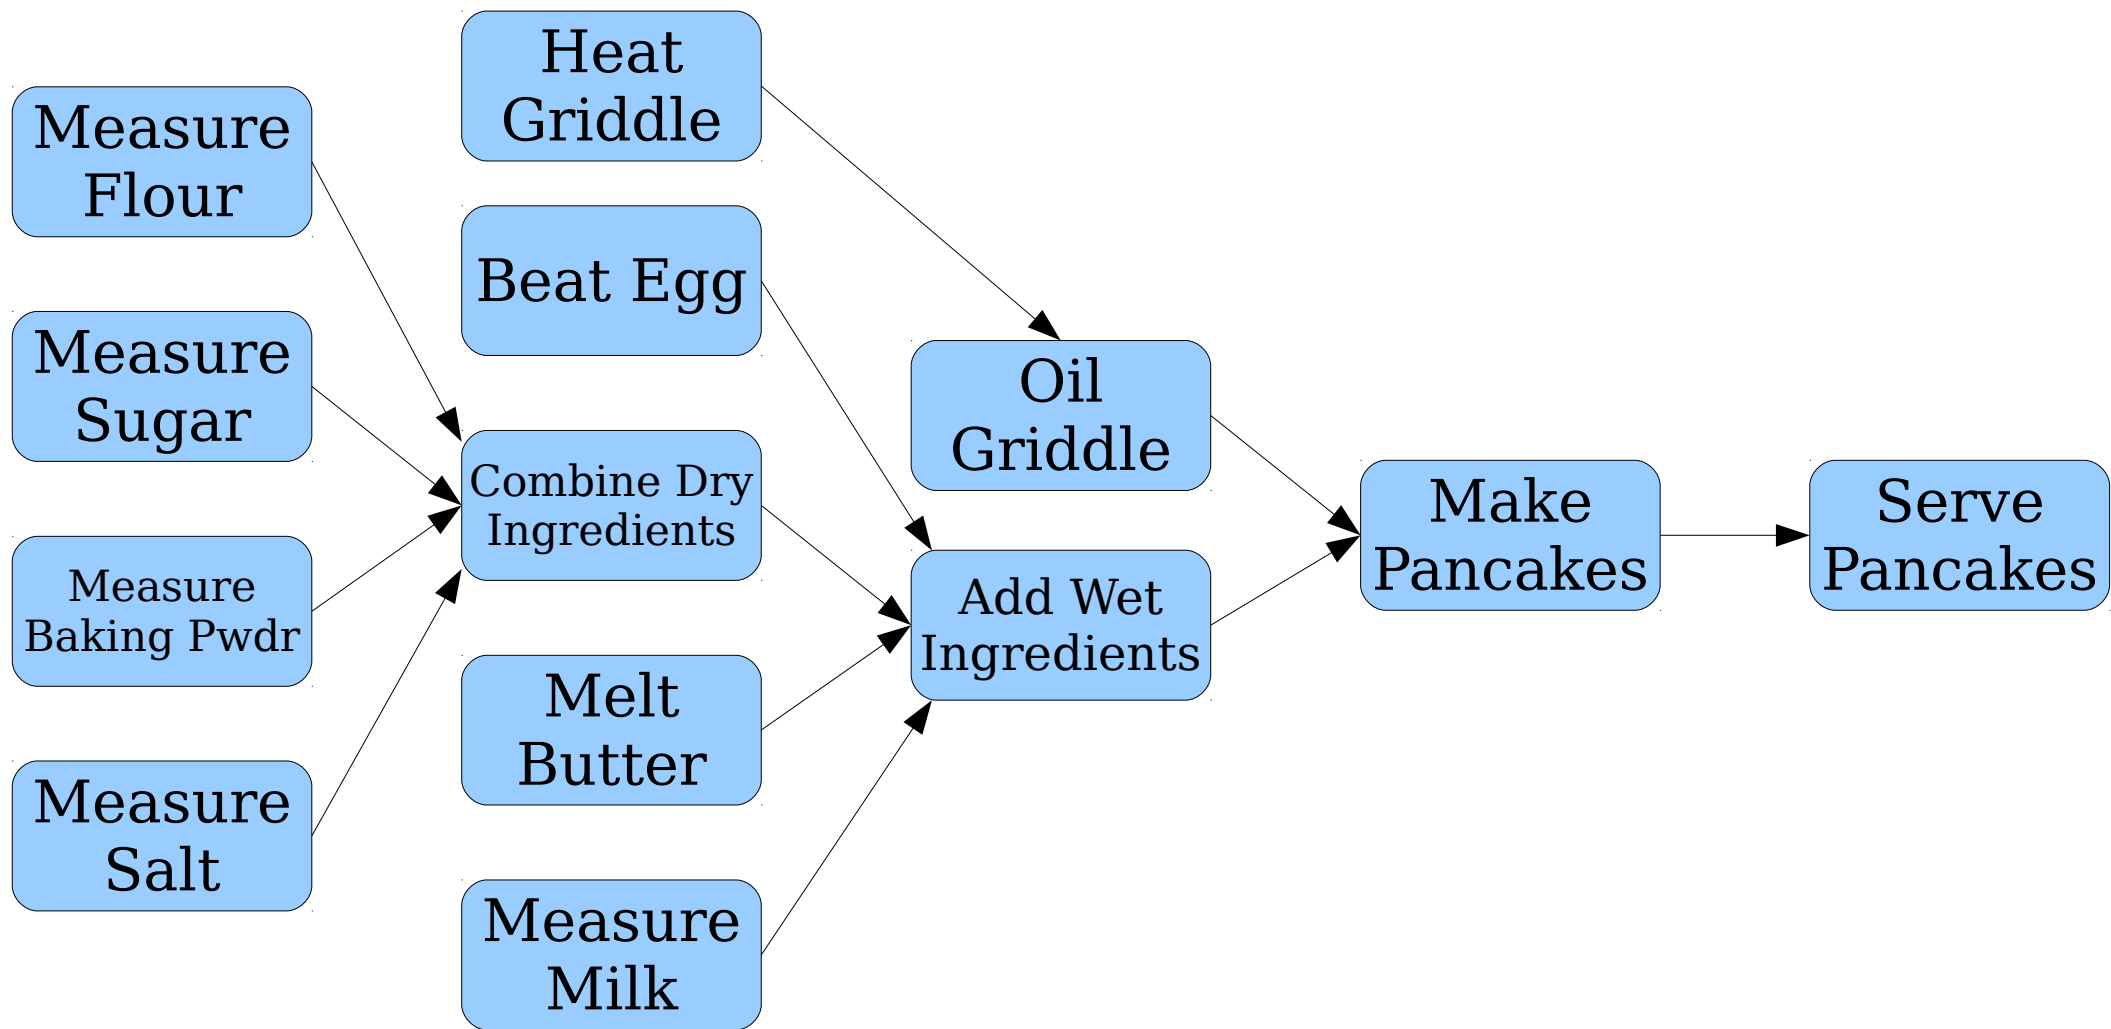 Measure
Flour
Measure
Sugar
Measure
Baking Pwdr
Measure
Salt
Heat
Griddle
Beat Egg
Combine Dry
Ingredients
Melt
Butter
Measure
Milk
Oil
Griddle
Add Wet
Ingredients
Make
Pancakes
Serve
Pancakes